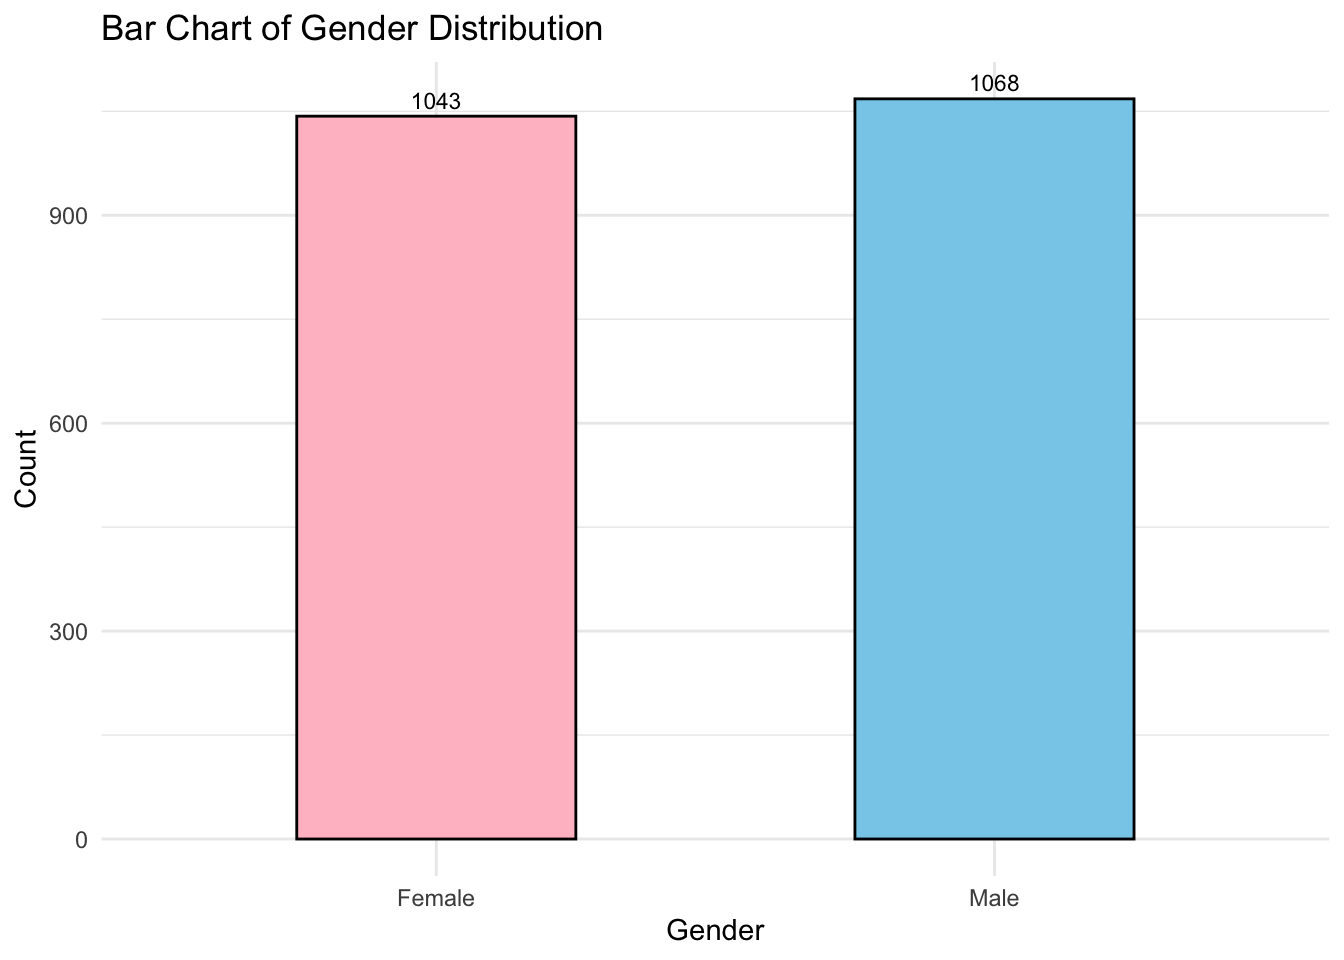 Bar Chart of Gender Distribution
1043
1068
900
600
300
0
Count
Female
Male
Gender